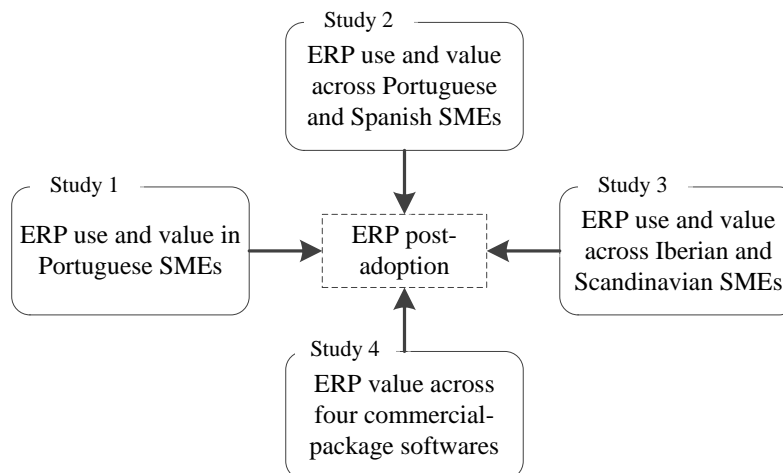 Study 2
ERP use and value
across Portuguese
and Spanish SMEs
Study 1
ERP use and value in
Portuguese SMEs
ERP post-
adoption
Study 3
ERP use and value
across Iberian and
Scandinavian SMEs
Study 4
ERP value across
four commercial-
package softwares